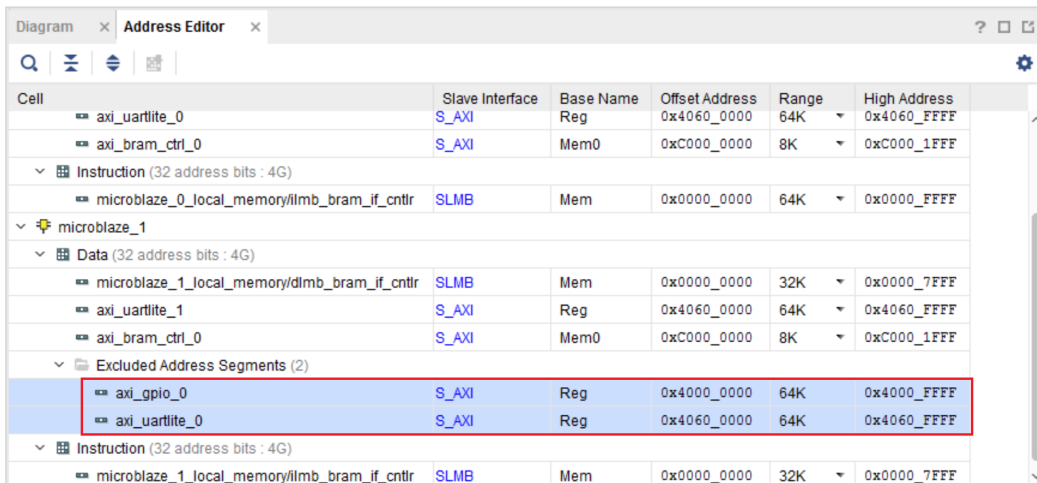 Diagram × Address Editor × ?
Cell Slave Interface Base Name Offset Address Range High Address
axi_uartlite_0 S_AXI Reg 0x4060_0000 64K 0x4060_FFFF
axi_bram_ctrl_0 S_AXI Mem0 0xC000_0000 8K 0xC000_1FFF
Instruction (32 address bits : 4G)
microblaze_0_local_memory/ilmb_bram_if_cntlr SLMB Mem 0x0000_0000 64K 0x0000_FFFF
microblaze_1
Data (32 address bits : 4G)
microblaze_1_local_memory/dlmb_bram_if_cntlr SLMB Mem 0x0000_0000 32K 0x0000_7FFF
axi_uartlite_1 S_AXI Reg 0x4060_0000 64K 0x4060_FFFF
axi_bram_ctrl_0 S_AXI Mem0 0xC000_0000 8K 0xC000_1FFF
Excluded Address Segments (2)
axi_gpio_0 S_AXI Reg 0x4000_0000 64K 0x4000_FFFF
axi_uartlite_0 S_AXI Reg 0x4060_0000 64K 0x4060_FFFF
Instruction (32 address bits : 4G)
microblaze_1_local_memory/ilmb_bram_if_cntlr SLMB Mem 0x0000_0000 32K 0x0000_7FFF